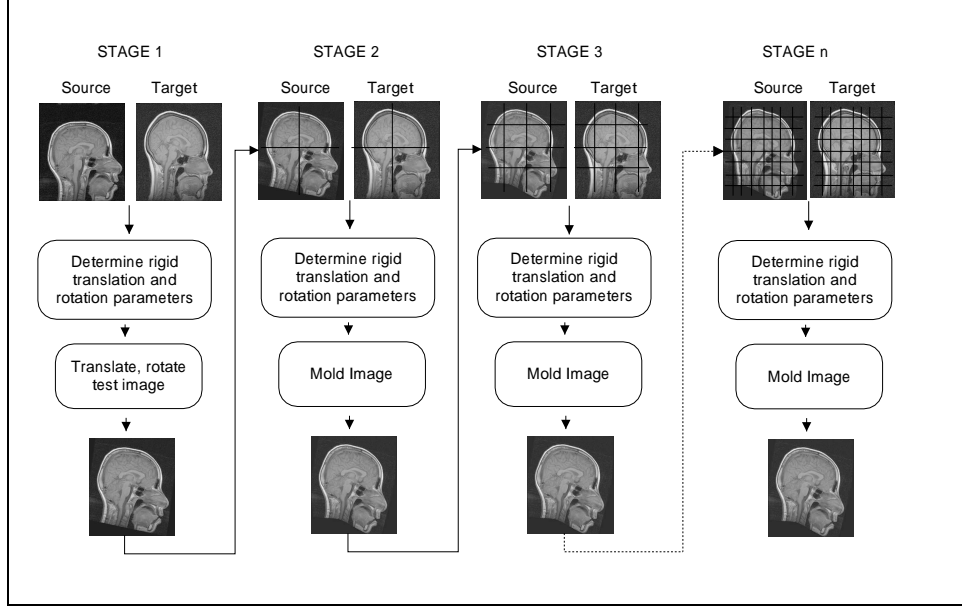 STAGE 1
STAGE 2
STAGE 3
STAGE n
Source
Target
Source
Target
Source
Target
Source
Target
Determine rigid
translation and
rotation parameters
Determine rigid
translation and
rotation parameters
Determine rigid
translation and
rotation parameters
Determine rigid
translation and
rotation parameters
Translate, rotate
test image
Mold Image
Mold Image
Mold Image